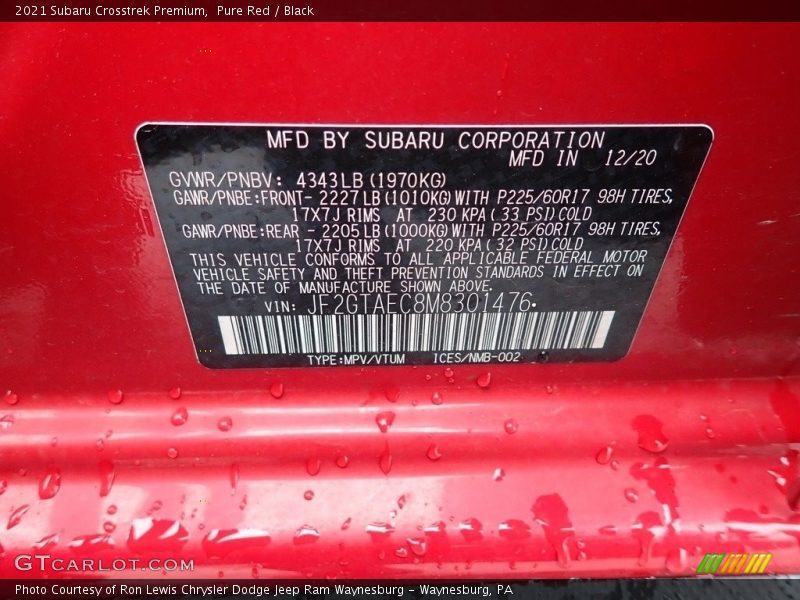 2021 Subaru Crosstrek Premium, Pure Red / Black
MFD BY SUBARU CORPORATION
MFD IN 12/20
GVWR/PNBV: 4343LB (1970KG)
GAWR/PNBE:FRONT- 2227 LB (1010KG) WITH P225/60R17 98H TIRES,
17X7J RIMS AT 230 KPA ( 33 PSI) COLD
GAWR/PNBE:REAR - 2205 LB (1000KG) WITH P225/60R17 98H TIRES,
17X7J RIMS AT 220 KPA ( 32 PSI) COLD
THIS VEHICLE CONFORMS TO ALL APPLICABLE FEDERAL MOTOR
VEHICLE SAFETY AND THEFT PREVENTION STANDARDS IN EFFECT ON
THE DATE OF MANUFACTURE SHOWN ABOVE.
VIN: JF2GTAEC8M8301476
TYPE:MPV/VTUM ICES/NMB-002
GTCARLOT.COM
Photo Courtesy of Ron Lewis Chrysler Dodge Jeep Ram Waynesburg - Waynesburg, PA